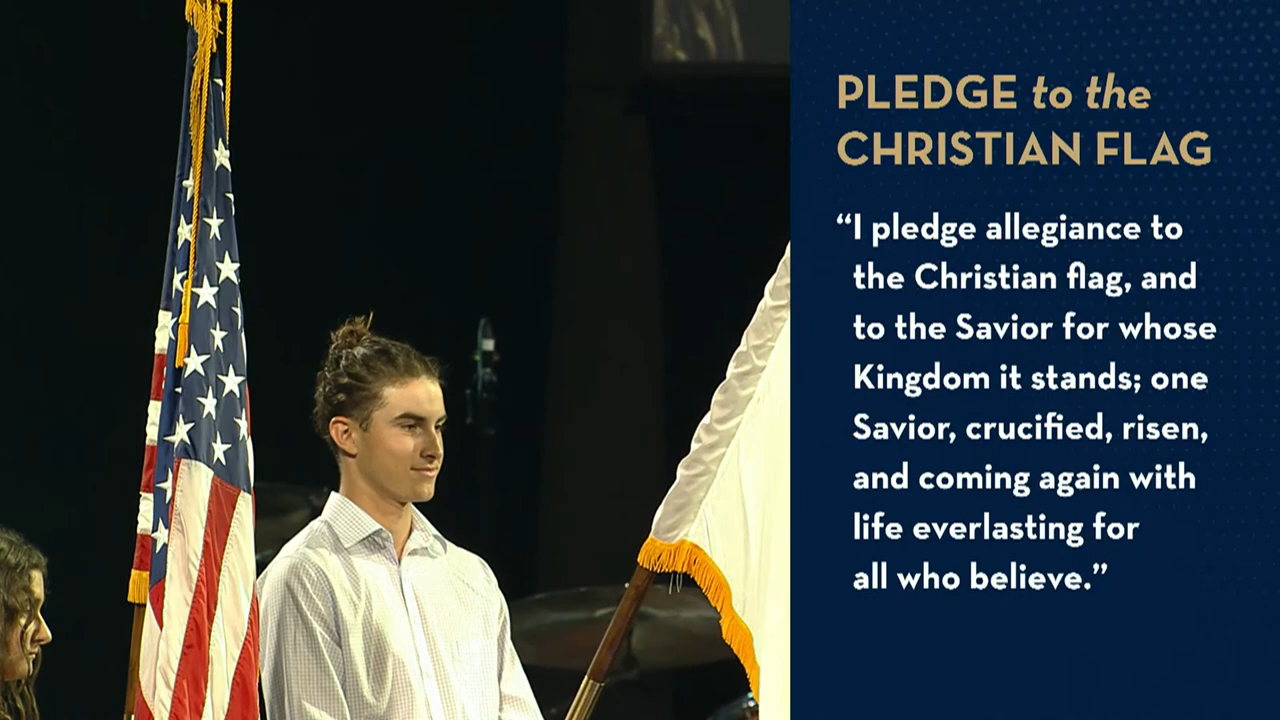 PLEDGE to the
CHRISTIAN FLAG
“I pledge allegiance to
the Christian flag, and
to the Savior for whose
Kingdom it stands; one
Savior, crucified, risen,
and coming again with
life everlasting for
all who believe.”